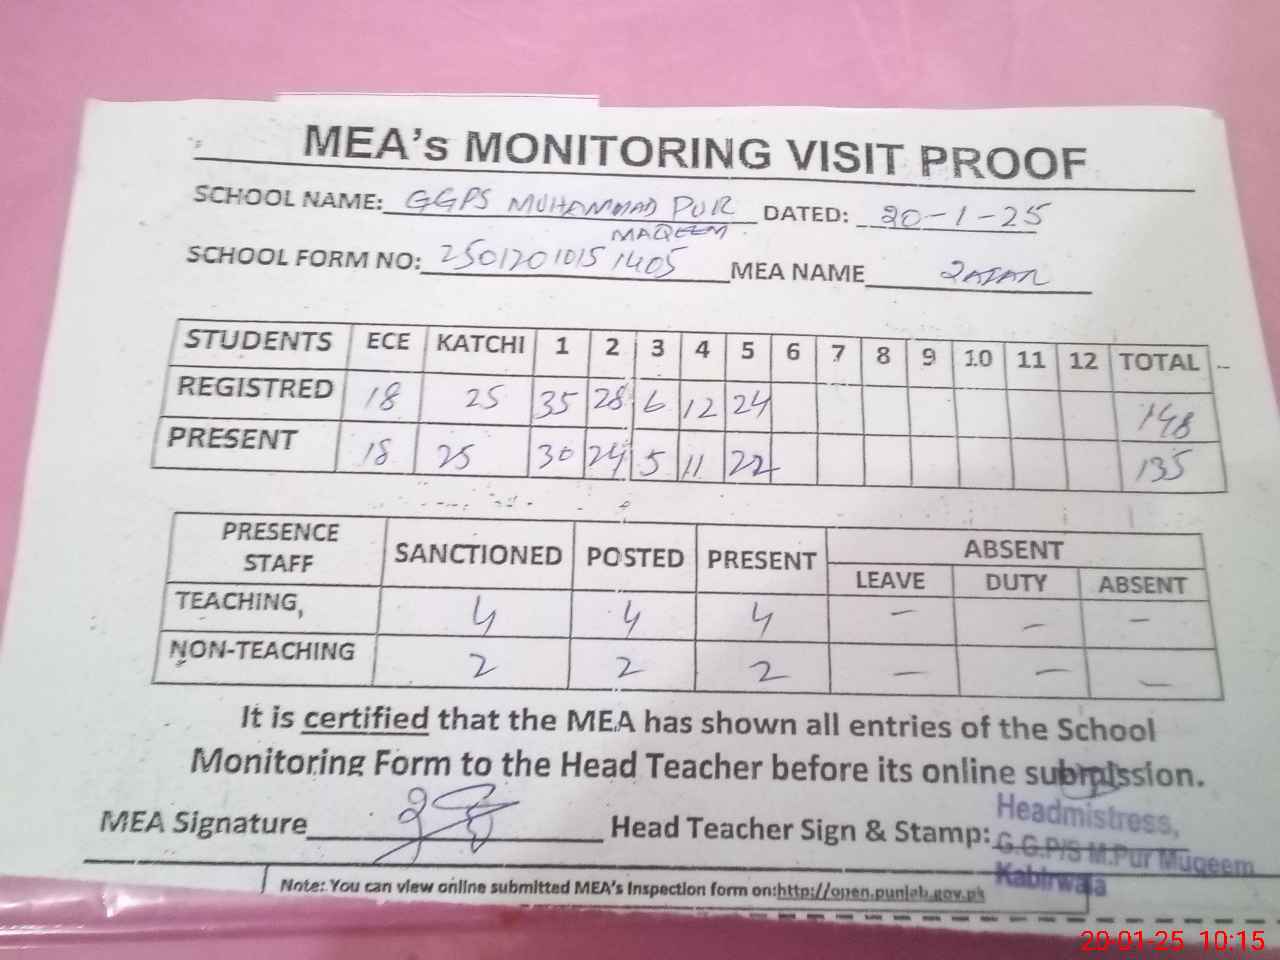 MEA's MONITORING VISIT PROOF
SCHOOL NAME: GGPS MUHAMMAD PUR MAQEEM DATED: 20-1-25
SCHOOL FORM NO: 25012010151405 MEA NAME
STUDENTS ECE KATCHI 1 2 3 4 5 6 7 8 9 10 11 12 TOTAL
REGISTRED 18 25 35 28 6 12 24 148
PRESENT 18 25 30 24 5 11 22 135
PRESENCE STAFF SANCTIONED POSTED PRESENT ABSENT
LEAVE DUTY ABSENT
TEACHING, 4 4 4 – – –
NON-TEACHING 2 2 2 – – –
It is certified that the MEA has shown all entries of the School
Monitoring Form to the Head Teacher before its online submission.
MEA Signature Head Teacher Sign & Stamp:
Headmistress,
G.G.P/S M.Pur Muqeem
Kabirwala
Note: You can view online submitted MEA's Inspection form on:http://open.punjab.gov.pk
20-01-25 10:15